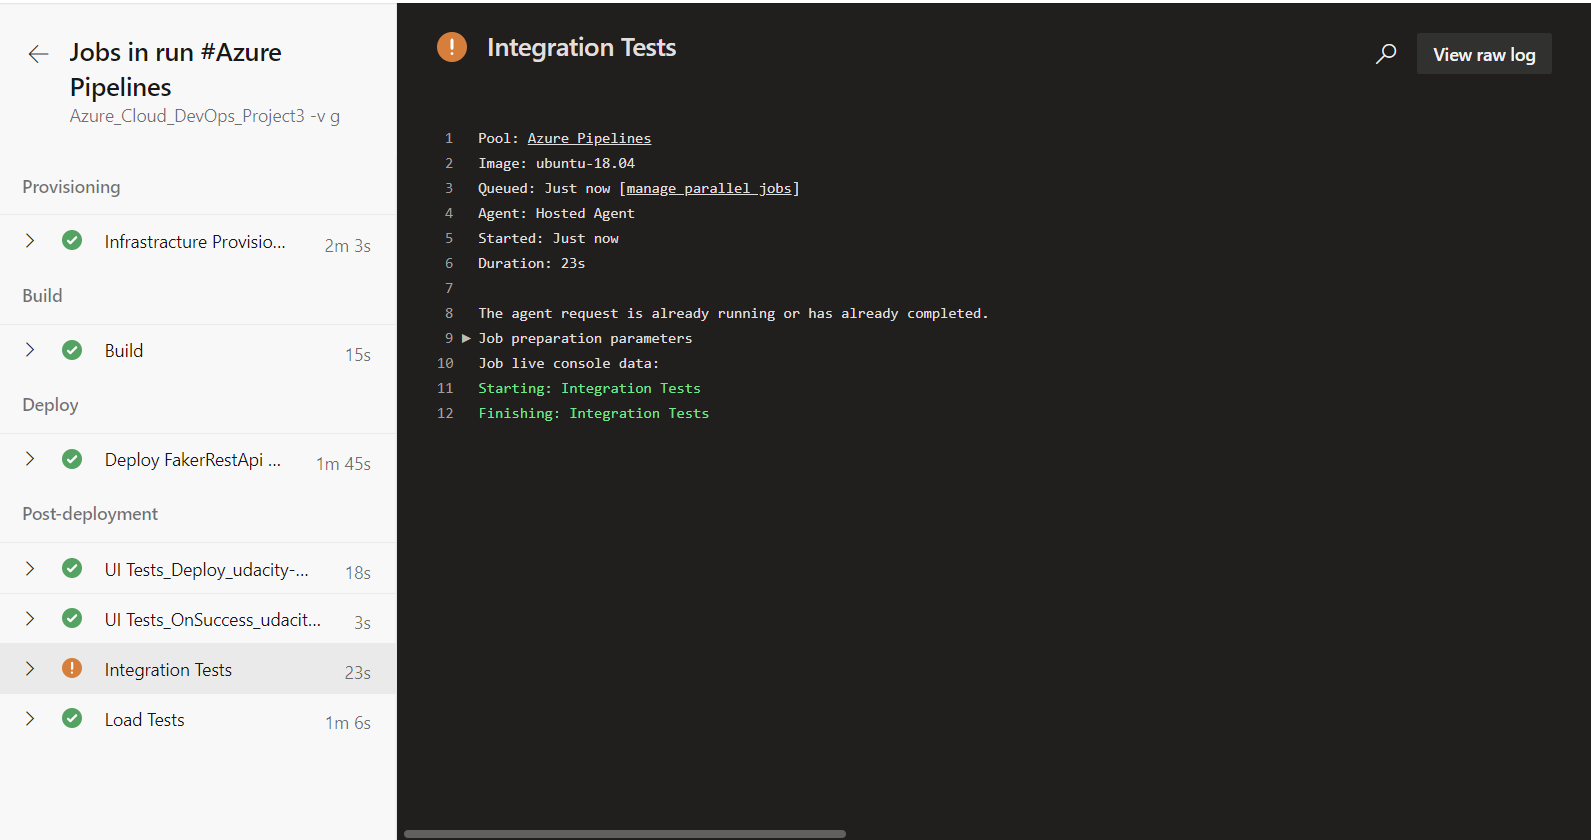 Jobs in run #Azure
Pipelines
Azure_Cloud_DevOps_Project3 -v g
Provisioning
Infrastracture Provisio... 2m 3s
Build
Build 15s
Deploy
Deploy FakerRestApi ... 1m 45s
Post-deployment
UI Tests_Deploy_udacity-... 18s
UI Tests_OnSuccess_udacit... 3s
Integration Tests 23s
Load Tests 1m 6s
Integration Tests
View raw log
1 Pool: Azure Pipelines
2 Image: ubuntu-18.04
3 Queued: Just now [manage parallel jobs]
4 Agent: Hosted Agent
5 Started: Just now
6 Duration: 23s
7
8 The agent request is already running or has already completed.
9 Job preparation parameters
10 Job live console data:
11 Starting: Integration Tests
12 Finishing: Integration Tests